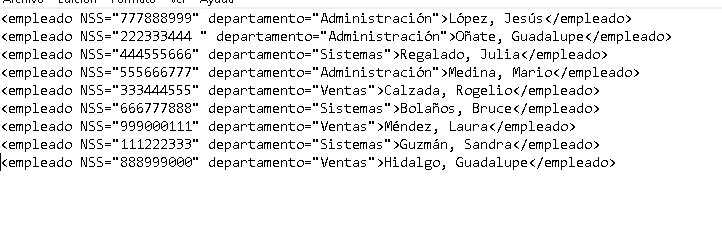 <empleado NSS="777888999" departamento="Administración">López, Jesús</empleado>
<empleado NSS="222333444 " departamento="Administración">Oñate, Guadalupe</empleado>
<empleado NSS="444555666" departamento="Sistemas">Regalado, Julia</empleado>
<empleado NSS="555666777" departamento="Administración">Medina, Mario</empleado>
<empleado NSS="333444555" departamento="Ventas">Calzada, Rogelio</empleado>
<empleado NSS="666777888" departamento="Sistemas">Bolaños, Bruce</empleado>
<empleado NSS="999000111" departamento="Ventas">Méndez, Laura</empleado>
<empleado NSS="111222333" departamento="Sistemas">Guzmán, Sandra</empleado>
<empleado NSS="888999000" departamento="Ventas">Hidalgo, Guadalupe</empleado>